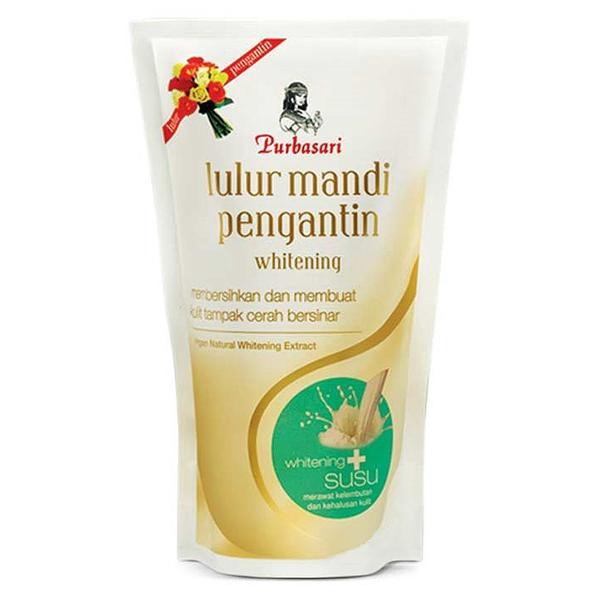 lulur pengantin
Purbasari
lulur mandi
pengantin
whitening
membersihkan dan membuat
kulit tampak cerah bersinar
Natural Whitening Extract
whitening +
susu
merawat kelembutan
dan kehalusan kulit